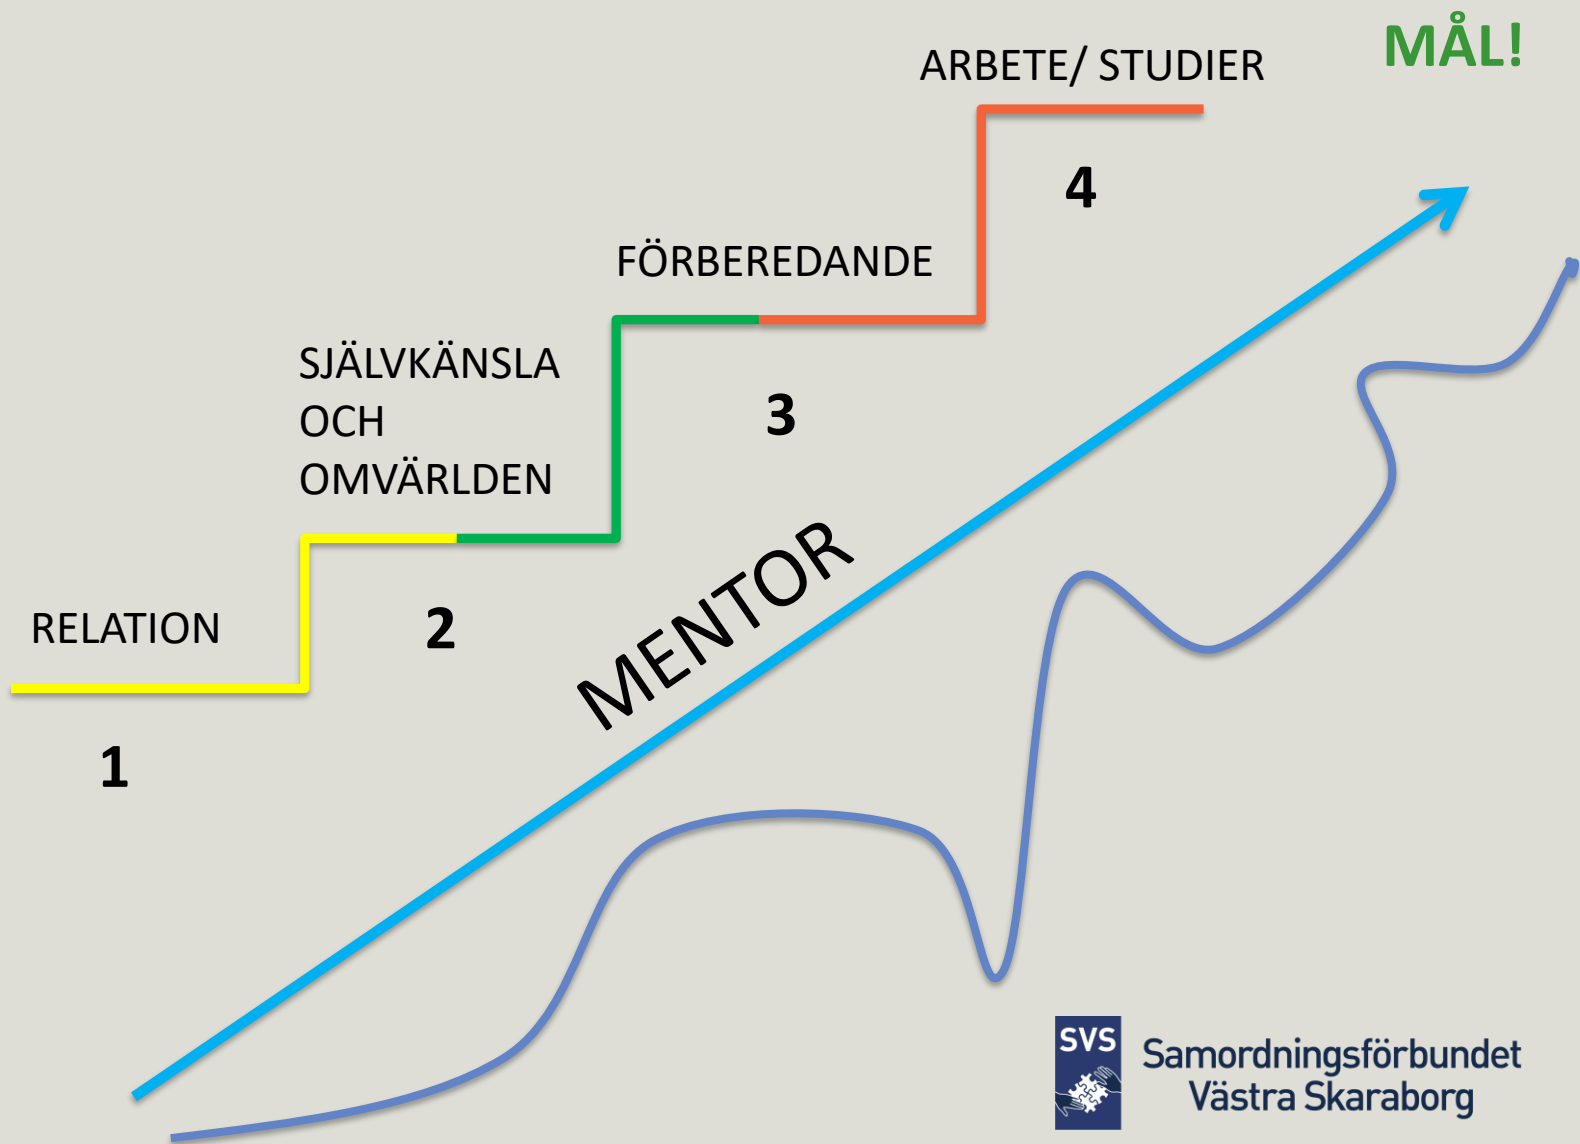 MÅL!
ARBETE/ STUDIER
4
FÖRBEREDANDE
3
SJÄLVKÄNSLA
OCH
OMVÄRLDEN
2
RELATION
1
MENTOR
SVS
Samordningsförbundet
Västra Skaraborg